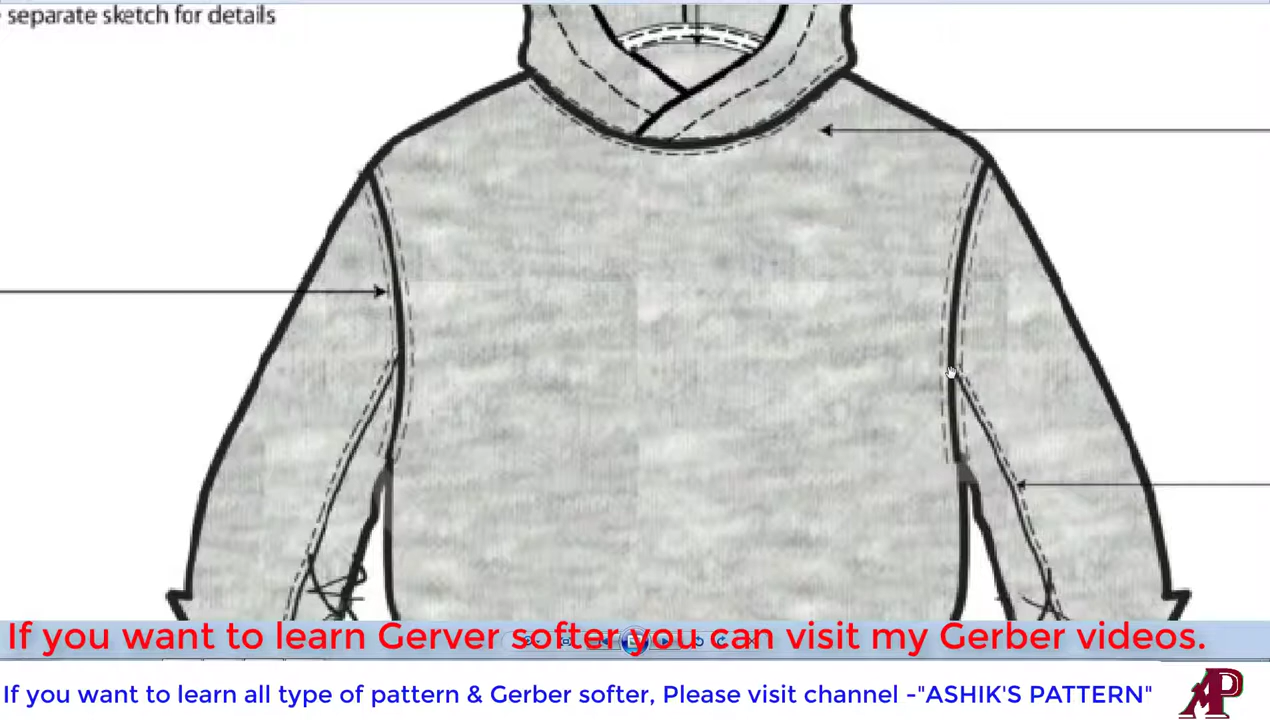 separate sketch for details
If you want to learn Gerver softer you can visit my Gerber videos.
If you want to learn all type of pattern & Gerber softer, Please visit channel -"ASHIK'S PATTERN"
AP